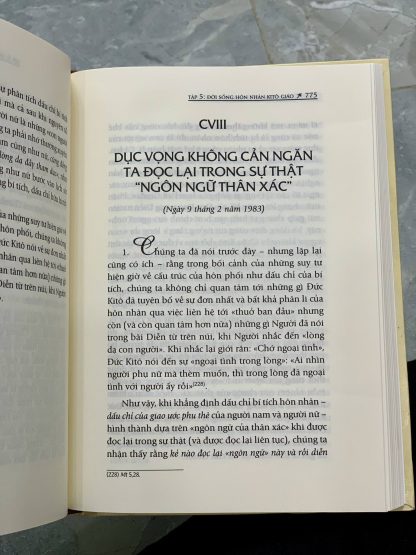 ự phân tích dấu chỉ bí tích
TẬP 5: ĐỜI SỐNG HÔN NHÂN KITÔ GIÁO 775
CVIII
DỤC VỌNG KHÔNG CẢN NGĂN
TA ĐỌC LẠI TRONG SỰ THẬT
“NGÔN NGỮ THÂN XÁC”
(Ngày 9 tháng 2 năm 1983)
1. Chúng ta đã nói trước đây – nhưng lập lại
cũng có ích – rằng trong bối cảnh của những suy tư
hiện giờ về cấu trúc của hôn phối như dấu chỉ của bí
tích, chúng ta không chỉ quan tâm tới những gì Đức
Kitô đã tuyên bố về sự đơn nhất và bất khả phân li của
hôn nhân qua việc liên hệ tới «thuở ban đầu» nhưng
còn (và còn quan tâm hơn nữa) những gì Người đã nói
trong bài Diễn từ trên núi, khi Người nhắc đến «lòng
dạ con người». Khi nhắc lại giới răn: «Chớ ngoại tình»,
Đức Kitô nói đến sự «ngoại tình trong lòng»: «Ai nhìn
người phụ nữ mà thèm muốn, thì trong lòng đã ngoại
tình với người ấy rồi»(228).
Như vậy, khi khẳng định dấu chỉ bí tích hôn nhân –
dấu chỉ của giao ước phu thê của người nam và người nữ –
hình thành dựa trên «ngôn ngữ của thân xác» khi được
đọc lại trong sự thật (và được đọc lại liên tục), chúng ta
nhận thấy rằng kẻ nào đọc lại «ngôn ngữ» này và rồi diễn
(228) Mt 5,28.